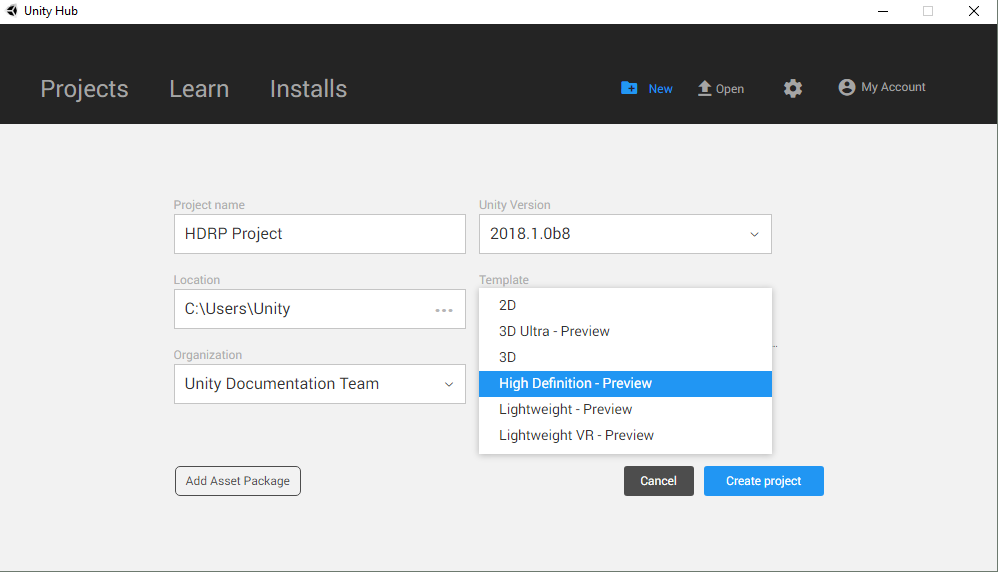 Unity Hub
Projects Learn Installs New Open My Account
Project name
HDRP Project
Unity Version
2018.1.0b8
Location
C:\Users\Unity
...
Template
2D
3D Ultra - Preview
3D
High Definition - Preview
Lightweight - Preview
Lightweight VR - Preview
Organization
Unity Documentation Team
Add Asset Package
Cancel
Create project